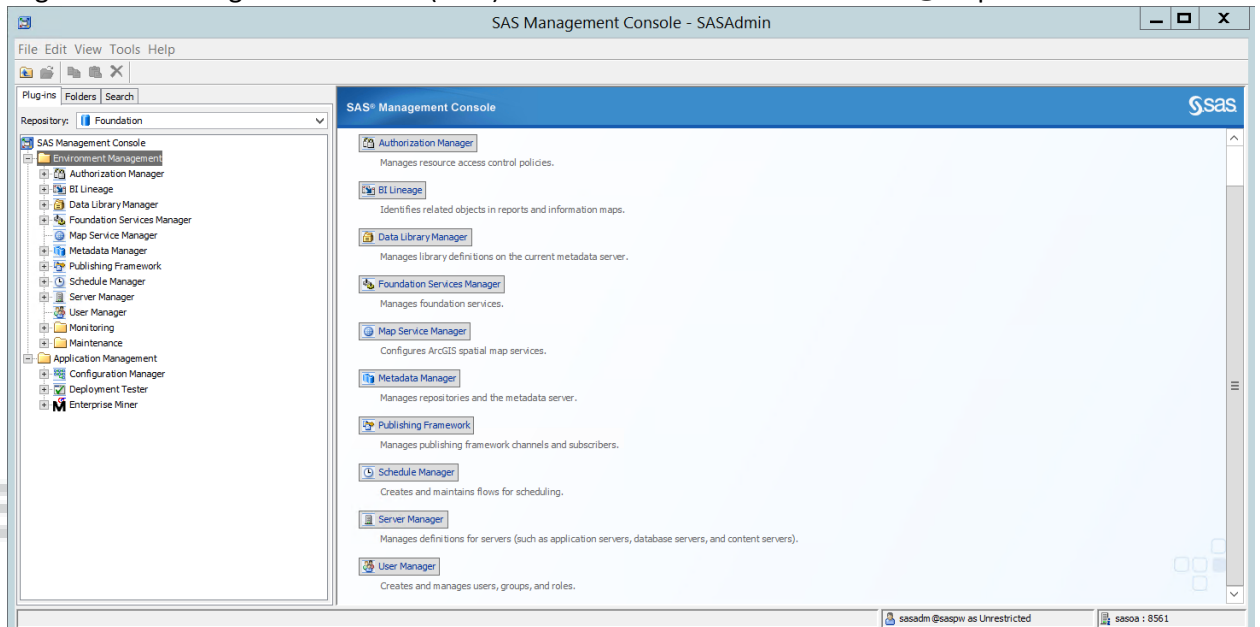 SAS Management Console - SASAdmin
File Edit View Tools Help
Plug-ins Folders Search
Repository: Foundation
SAS Management Console
Environment Management
Authorization Manager
BI Lineage
Data Library Manager
Foundation Services Manager
Map Service Manager
Metadata Manager
Publishing Framework
Schedule Manager
Server Manager
User Manager
Monitoring
Maintenance
Application Management
Configuration Manager
Deployment Tester
Enterprise Miner
SAS® Management Console
sas
Authorization Manager
Manages resource access control policies.
BI Lineage
Identifies related objects in reports and information maps.
Data Library Manager
Manages library definitions on the current metadata server.
Foundation Services Manager
Manages foundation services.
Map Service Manager
Configures ArcGIS spatial map services.
Metadata Manager
Manages repositories and the metadata server.
Publishing Framework
Manages publishing framework channels and subscribers.
Schedule Manager
Creates and maintains flows for scheduling.
Server Manager
Manages definitions for servers (such as application servers, database servers, and content servers).
User Manager
Creates and manages users, groups, and roles.
sasadm@saspw as Unrestricted
sasoa : 8561